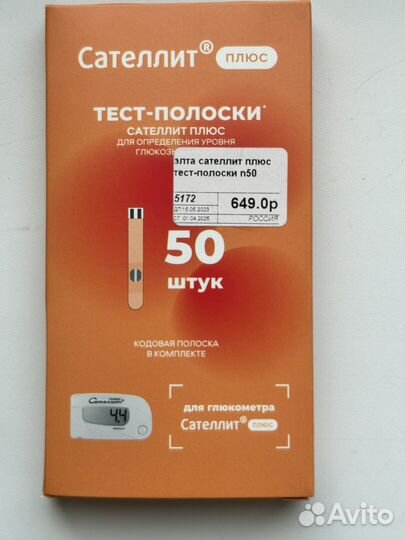 Сателлит® плюс
ТЕСТ-ПОЛОСКИ*
САТЕЛЛИТ ПЛЮС
ДЛЯ ОПРЕДЕЛЕНИЯ УРОВНЯ
элта сателлит плюс
тест-полоски n50
5172
649.0р
РОССИЯ
50
штук
КОДОВАЯ ПОЛОСКА
В КОМПЛЕКТЕ
Сателлит®
4.4
для глюкометра
Сателлит® плюс
Avito